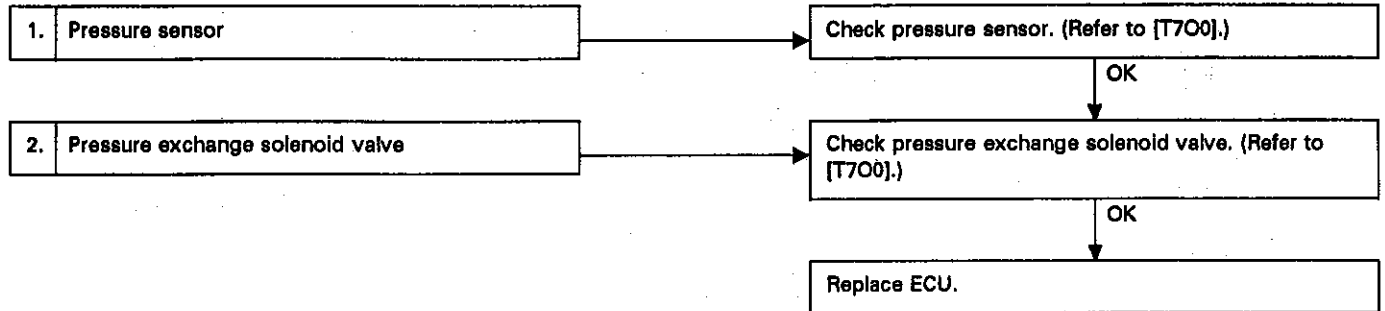 1. Pressure sensor
Check pressure sensor. (Refer to [T7O0].)
OK
2. Pressure exchange solenoid valve
Check pressure exchange solenoid valve. (Refer to
[T7O0].)
OK
Replace ECU.